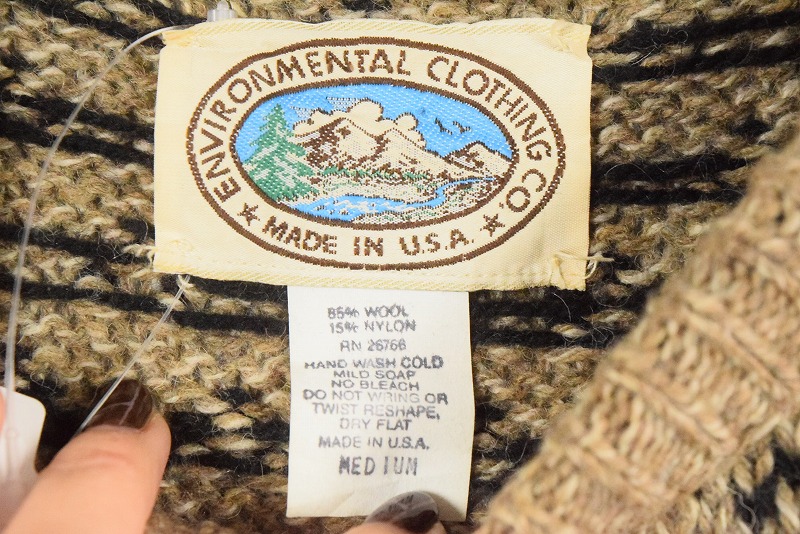 ENVIRONMENTAL CLOTHING CO.
★ MADE IN U.S.A. ★
85% WOOL
15% NYLON
RN 26766
HAND WASH COLD
MILD SOAP
NO BLEACH
DO NOT WRING OR
TWIST RESHAPE,
DRY FLAT
MADE IN U.S.A.
MEDIUM